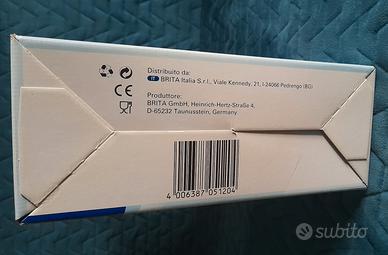 Distribuito da:
IT BRITA Italia S.r.l., Viale Kennedy, 21, I-24066 Pedrengo (BG)
CE
Produttore:
BRITA GmbH, Heinrich-Hertz-Straße 4,
D-65232 Taunusstein, Germany
4 006387 051204
subito